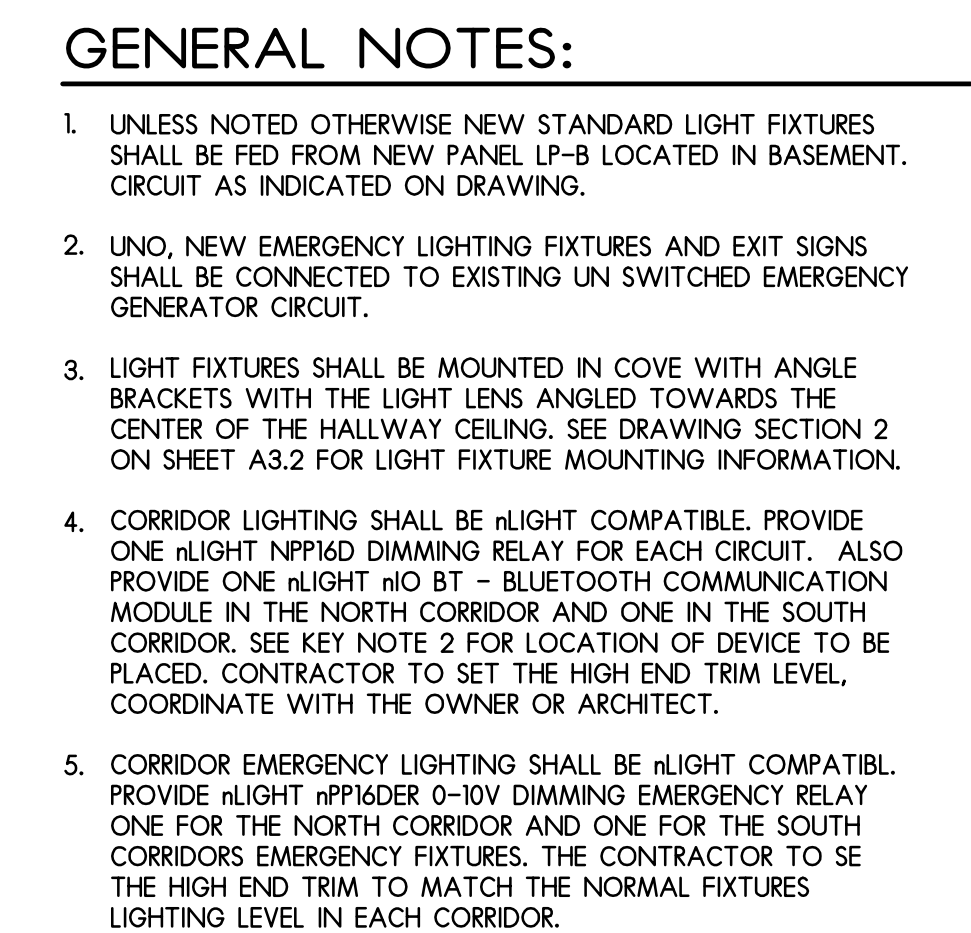 GENERAL NOTES:
1. UNLESS NOTED OTHERWISE NEW STANDARD LIGHT FIXTURES
SHALL BE FED FROM NEW PANEL LP-B LOCATED IN BASEMENT.
CIRCUIT AS INDICATED ON DRAWING.
2. UNO, NEW EMERGENCY LIGHTING FIXTURES AND EXIT SIGNS
SHALL BE CONNECTED TO EXISTING UN SWITCHED EMERGENCY
GENERATOR CIRCUIT.
3. LIGHT FIXTURES SHALL BE MOUNTED IN COVE WITH ANGLE
BRACKETS WITH THE LIGHT LENS ANGLED TOWARDS THE
CENTER OF THE HALLWAY CEILING. SEE DRAWING SECTION 2
ON SHEET A3.2 FOR LIGHT FIXTURE MOUNTING INFORMATION.
4. CORRIDOR LIGHTING SHALL BE nLIGHT COMPATIBLE. PROVIDE
ONE nLIGHT NPP16D DIMMING RELAY FOR EACH CIRCUIT. ALSO
PROVIDE ONE nLIGHT nIO BT - BLUETOOTH COMMUNICATION
MODULE IN THE NORTH CORRIDOR AND ONE IN THE SOUTH
CORRIDOR. SEE KEY NOTE 2 FOR LOCATION OF DEVICE TO BE
PLACED. CONTRACTOR TO SET THE HIGH END TRIM LEVEL,
COORDINATE WITH THE OWNER OR ARCHITECT.
5. CORRIDOR EMERGENCY LIGHTING SHALL BE nLIGHT COMPATIBL.
PROVIDE nLIGHT nPP16DER 0-10V DIMMING EMERGENCY RELAY
ONE FOR THE NORTH CORRIDOR AND ONE FOR THE SOUTH
CORRIDORS EMERGENCY FIXTURES. THE CONTRACTOR TO SE
THE HIGH END TRIM TO MATCH THE NORMAL FIXTURES
LIGHTING LEVEL IN EACH CORRIDOR.